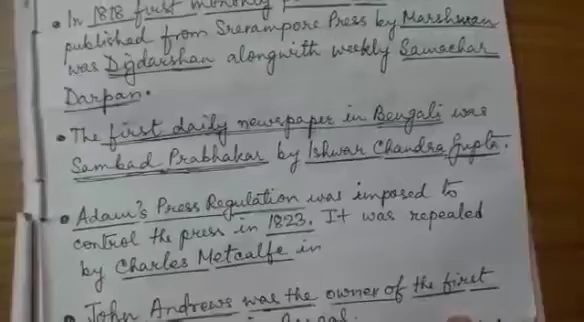 • In 1818 first monthly
published from Srerampore Press by Marshman
was Digdarshan alongwith weekly Samachar
Darpan.
• The first daily newspaper in Bengali was
Sambad Prabhakar by Ishwar Chandra Gupta.
• Adam's Press Regulation was imposed to
control the press in 1823. It was repealed
by Charles Metcalfe in
• John Andrews was the owner of the first